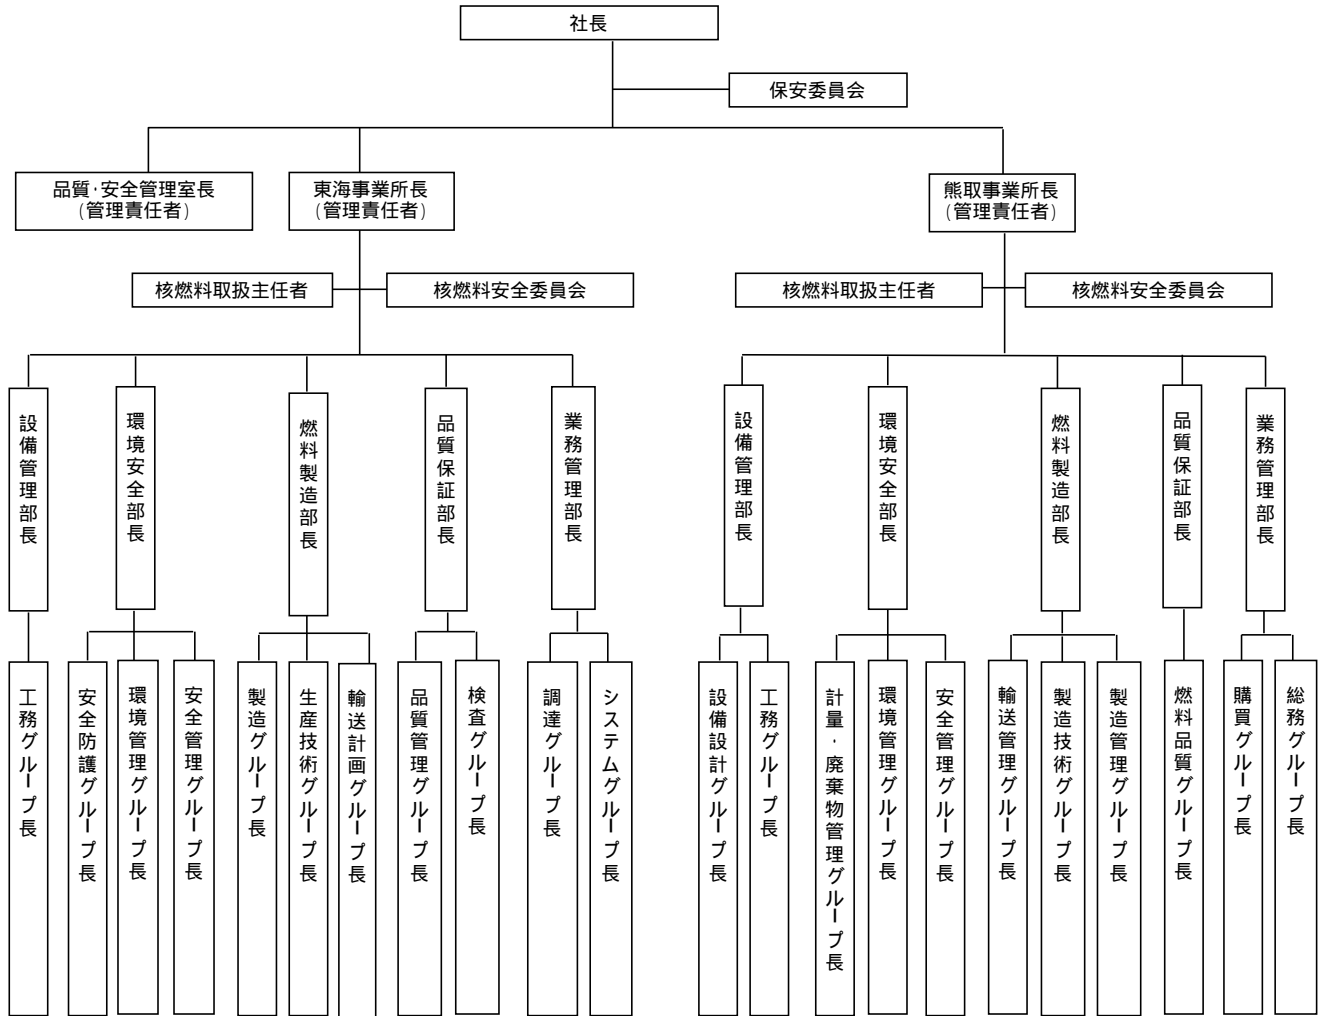 社長
保安委員会
品質・安全管理室長
(管理責任者)
東海事業所長
(管理責任者)
熊取事業所長
(管理責任者)
核燃料取扱主任者
核燃料安全委員会
核燃料取扱主任者
核燃料安全委員会
設備管理部長
環境安全部長
燃料製造部長
品質保証部長
業務管理部長
設備管理部長
環境安全部長
燃料製造部長
品質保証部長
業務管理部長
工務グループ長
安全防護グループ長
環境管理グループ長
安全管理グループ長
製造グループ長
生産技術グループ長
輸送計画グループ長
品質管理グループ長
検査グループ長
調達グループ長
システムグループ長
設備設計グループ長
工務グループ長
計量・廃棄物管理グループ長
環境管理グループ長
安全管理グループ長
輸送管理グループ長
製造技術グループ長
製造管理グループ長
燃料品質グループ長
購買グループ長
総務グループ長